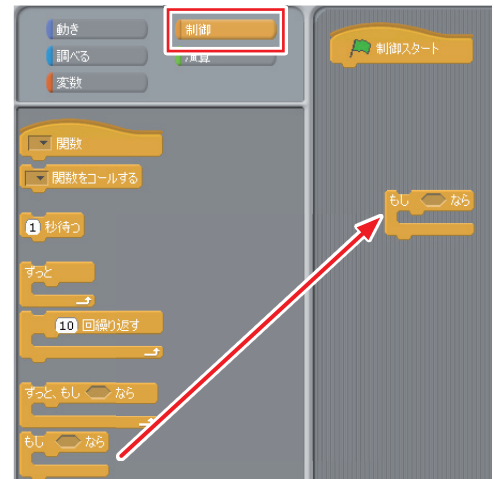 動き
制御
調べる
演算
変数
関数
関数をコールする
1 秒待つ
ずっと
10 回繰り返す
ずっと、もし なら
もし なら
制御スタート
もし なら